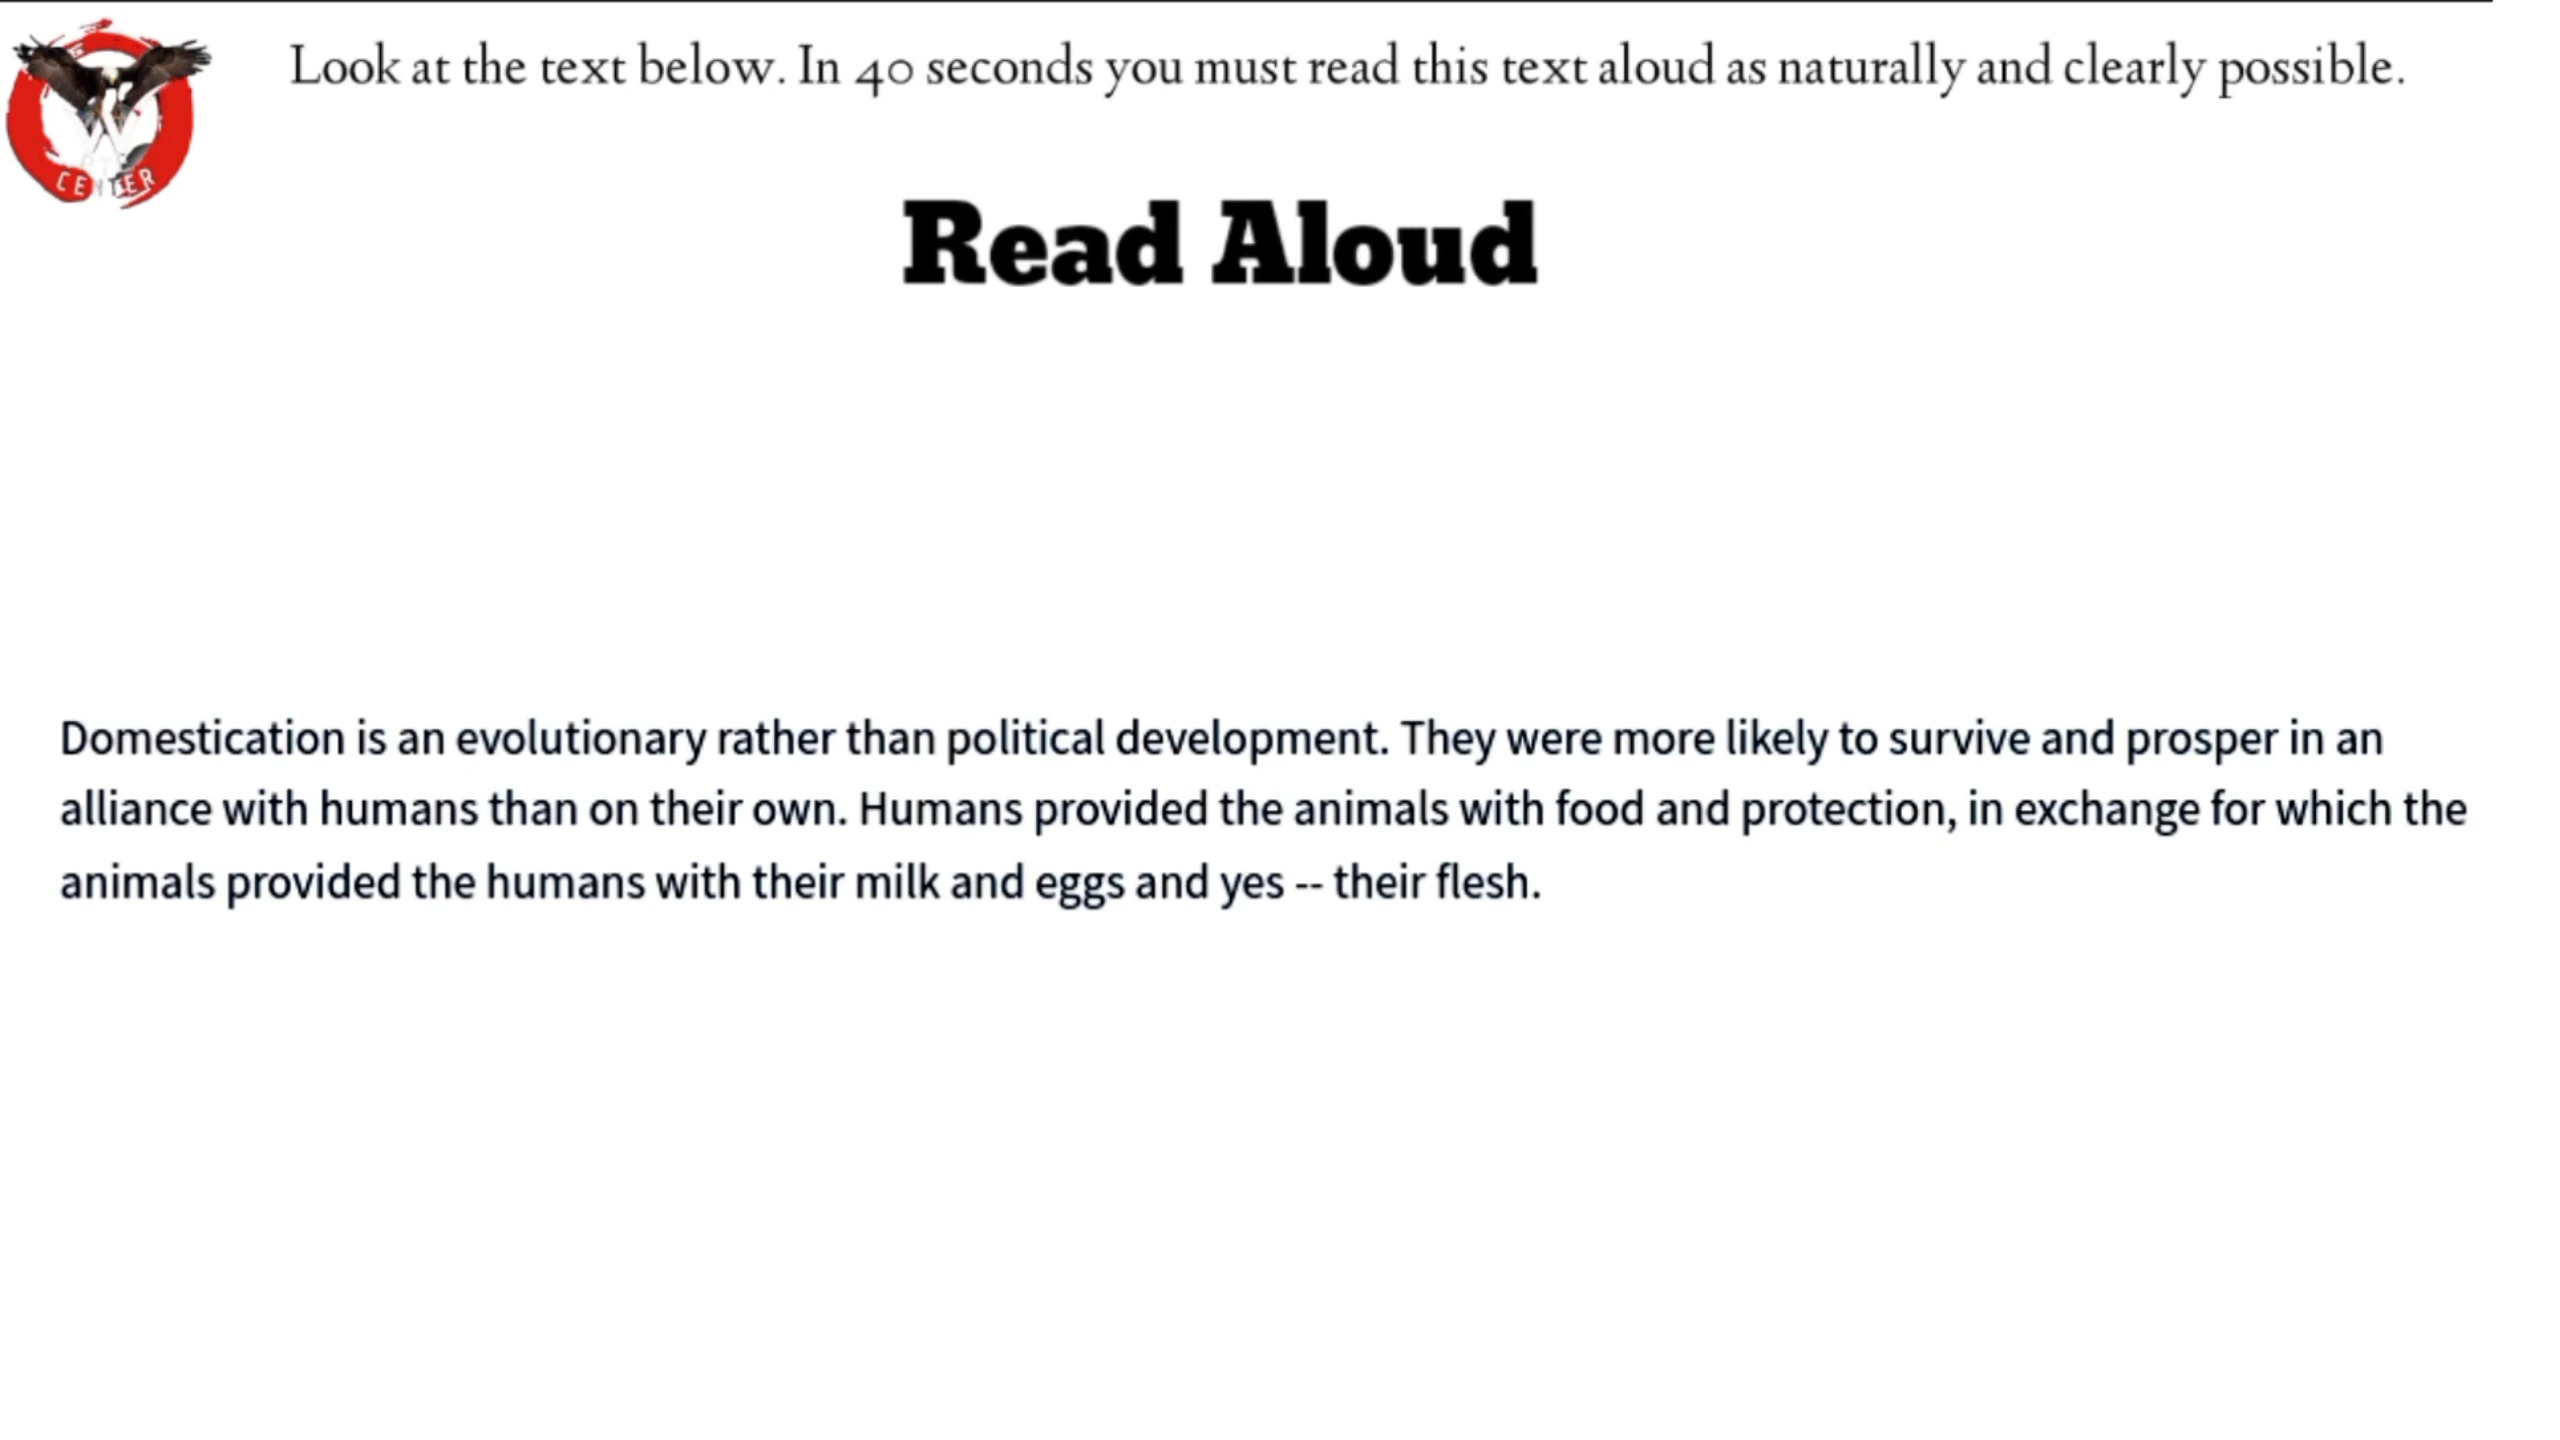 Look at the text below. In 40 seconds you must read this text aloud as naturally and clearly possible.
CENTER
Read Aloud
Domestication is an evolutionary rather than political development. They were more likely to survive and prosper in an
alliance with humans than on their own. Humans provided the animals with food and protection, in exchange for which the
animals provided the humans with their milk and eggs and yes -- their flesh.